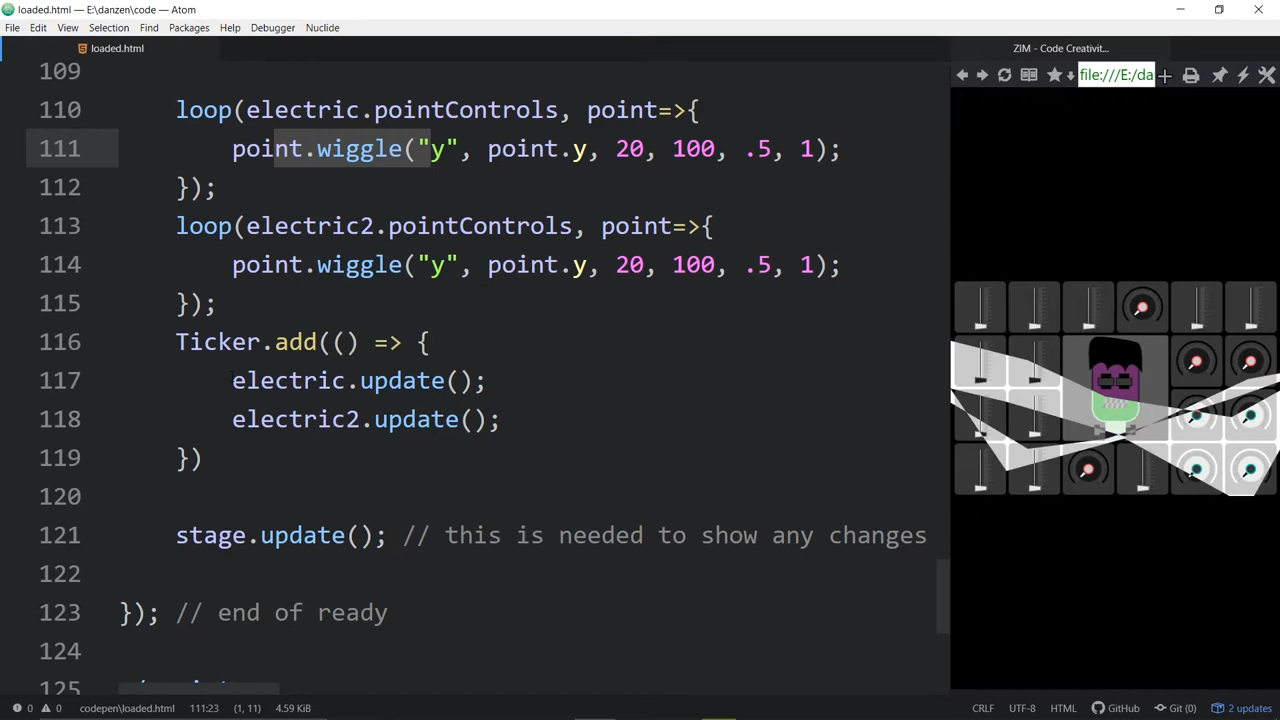 loaded.html — E:\danzen\code — Atom
File Edit View Selection Find Packages Help Debugger Nuclide
loaded.html
ZIM - Code Creativit...
file:///E:/da
109
110 loop(electric.pointControls, point=>{
111 point.wiggle("y", point.y, 20, 100, .5, 1);
112 });
113 loop(electric2.pointControls, point=>{
114 point.wiggle("y", point.y, 20, 100, .5, 1);
115 });
116 Ticker.add(() => {
117 electric.update();
118 electric2.update();
119 })
120
121 stage.update(); // this is needed to show any changes
122
123 }); // end of ready
124
125
0 0 codepen\loaded.html 111:23 (1, 11) 4.59 KiB CRLF UTF-8 HTML GitHub Git (0) 2 updates